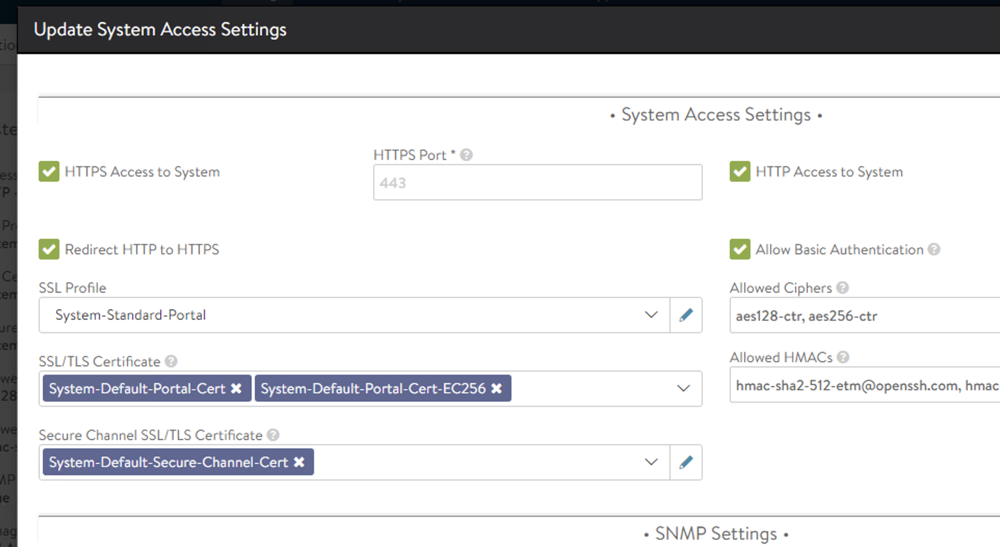 Update System Access Settings
• System Access Settings •
HTTPS Access to System
HTTPS Port *
443
HTTP Access to System
Redirect HTTP to HTTPS
Allow Basic Authentication
SSL Profile
System-Standard-Portal
Allowed Ciphers
aes128-ctr, aes256-ctr
SSL/TLS Certificate
System-Default-Portal-Cert
System-Default-Portal-Cert-EC256
Allowed HMACs
hmac-sha2-512-etm@openssh.com, hmac-
Secure Channel SSL/TLS Certificate
System-Default-Secure-Channel-Cert
• SNMP Settings •